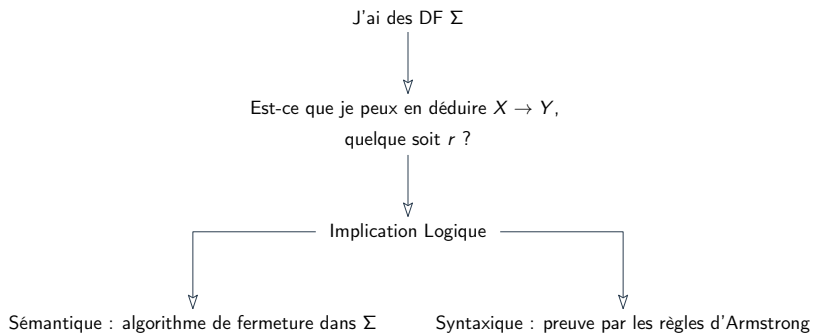 J'ai des DF Σ
Est-ce que je peux en déduire X → Y,
quelque soit r ?
Implication Logique
Sémantique : algorithme de fermeture dans Σ
Syntaxique : preuve par les règles d'Armstrong